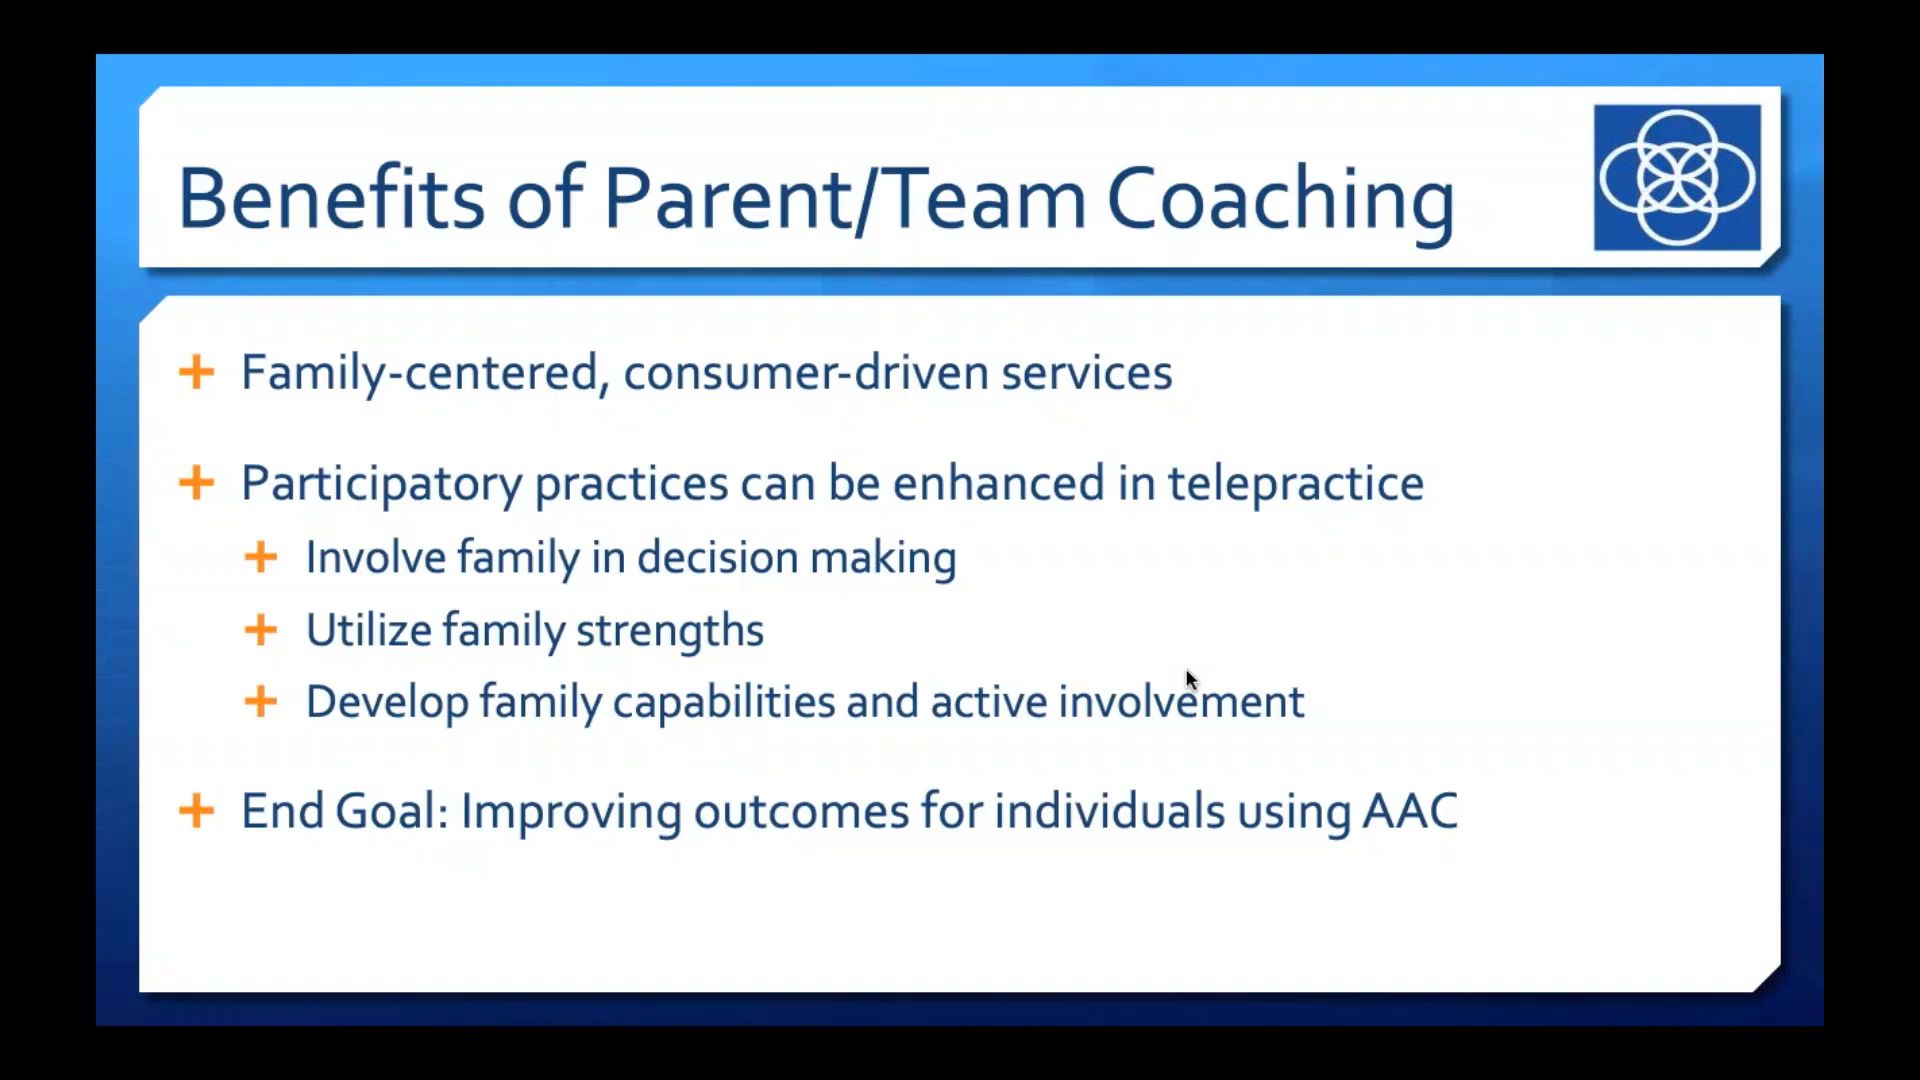 Benefits of Parent/Team Coaching
Family-centered, consumer-driven services
Participatory practices can be enhanced in telepractice
Involve family in decision making
Utilize family strengths
Develop family capabilities and active involvement
End Goal: Improving outcomes for individuals using AAC